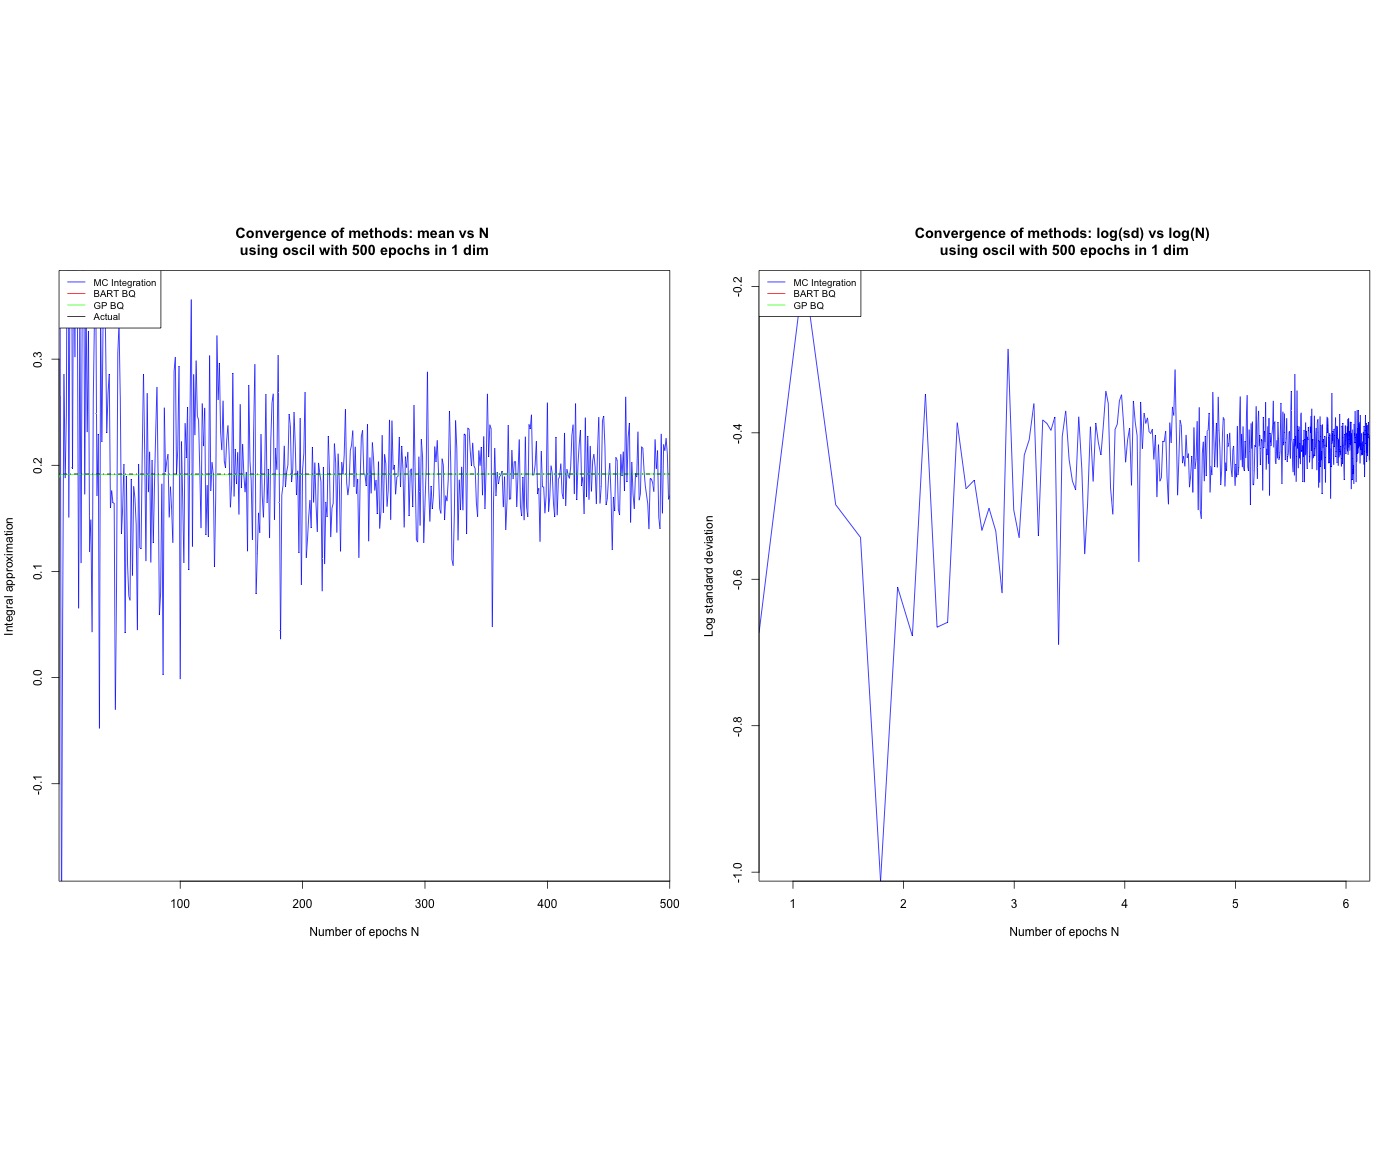 Convergence of methods: mean vs N
using oscil with 500 epochs in 1 dim
MC Integration
BART BQ
GP BQ
Actual
Integral approximation
0.3
0.2
0.1
0.0
-0.1
100
200
300
400
500
Number of epochs N
Convergence of methods: log(sd) vs log(N)
using oscil with 500 epochs in 1 dim
MC Integration
BART BQ
GP BQ
Log standard deviation
-0.2
-0.4
-0.6
-0.8
-1.0
1
2
3
4
5
6
Number of epochs N